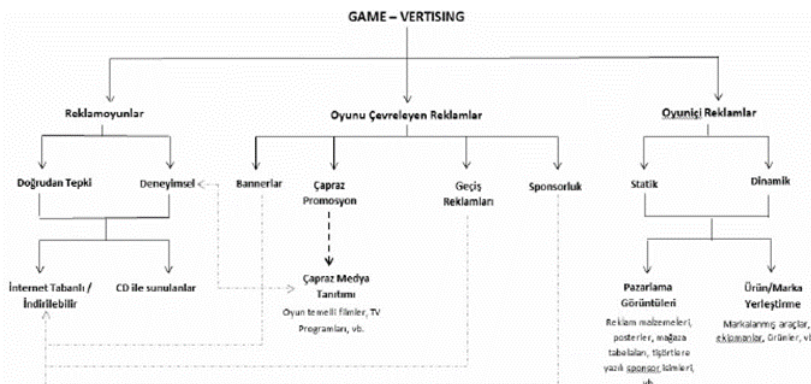 GAME – VERTISING
Reklamoyunlar
Oyunu Çevreleyen Reklamlar
Oyuniçi Reklamlar
Doğrudan Tepki
Deneyimsel
Bannerlar
Çapraz
Promosyon
Geçiş
Reklamları
Sponsorluk
Statik
Dinamik
İnternet Tabanlı /
İndirilebilir
CD ile sunulanlar
Çapraz Medya
Tanıtımı
Oyun temelli filmler, TV
Programları, vb.
Pazarlama
Görüntüleri
Reklam malzemeleri,
posterler, mağaza
tabelaları, tişörtlere
yazılı sponsor isimleri,
vb.
Ürün/Marka
Yerleştirme
Markalanmış araçlar,
ekipmanlar, ürünler, vb